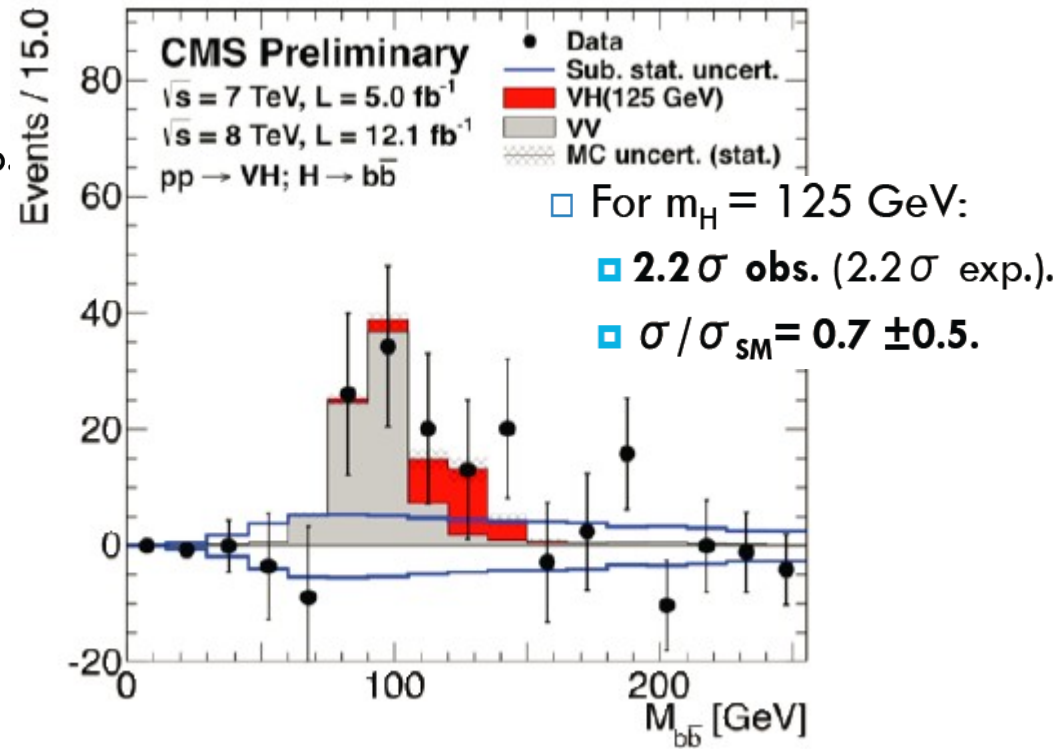 Events / 15.0
CMS Preliminary
√s = 7 TeV, L = 5.0 fb⁻¹
√s = 8 TeV, L = 12.1 fb⁻¹
pp → VH; H → bb̄
Data
Sub. stat. uncert.
VH(125 GeV)
VV
MC uncert. (stat.)
For m_H = 125 GeV:
2.2σ obs. (2.2σ exp.).
σ/σ_SM = 0.7 ±0.5.
80
60
40
20
0
-20
0
100
200
M_bb̄ [GeV]